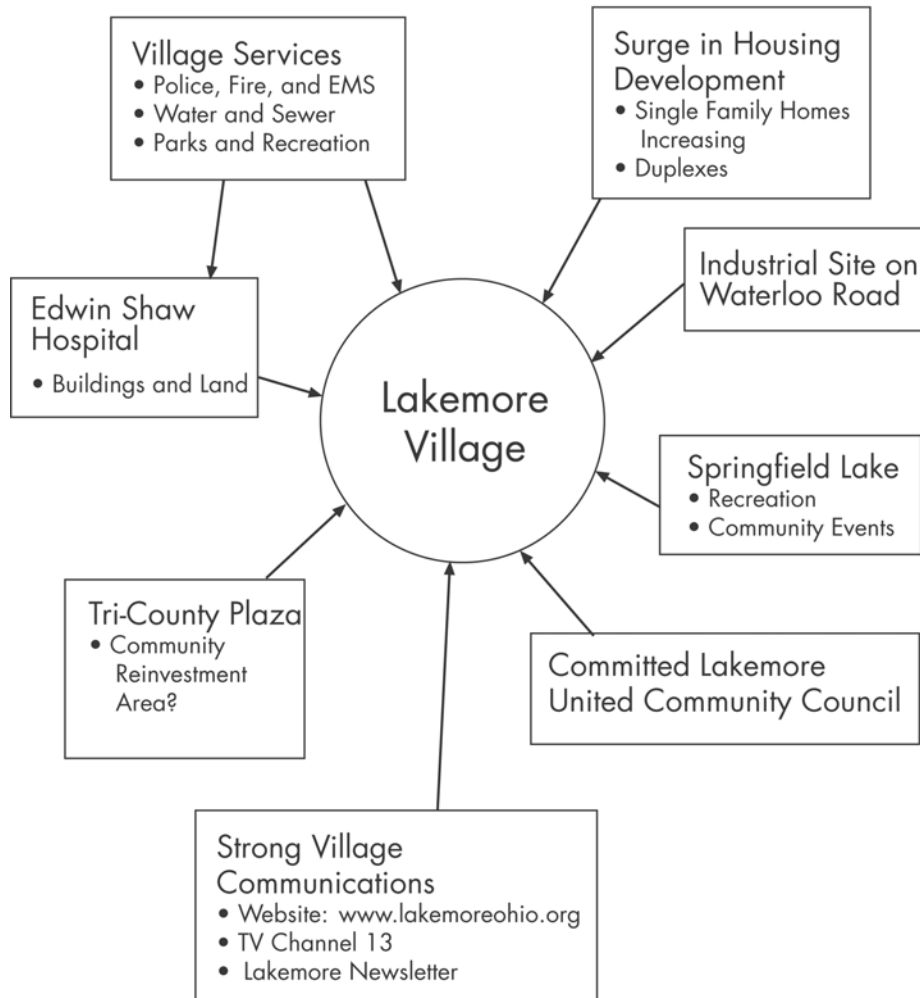 Village Services
• Police, Fire, and EMS
• Water and Sewer
• Parks and Recreation
Surge in Housing
Development
• Single Family Homes
Increasing
• Duplexes
Edwin Shaw
Hospital
• Buildings and Land
Industrial Site on
Waterloo Road
Lakemore
Village
Springfield Lake
• Recreation
• Community Events
Tri-County Plaza
• Community
Reinvestment
Area?
Committed Lakemore
United Community Council
Strong Village
Communications
• Website: www.lakemoreohio.org
• TV Channel 13
• Lakemore Newsletter